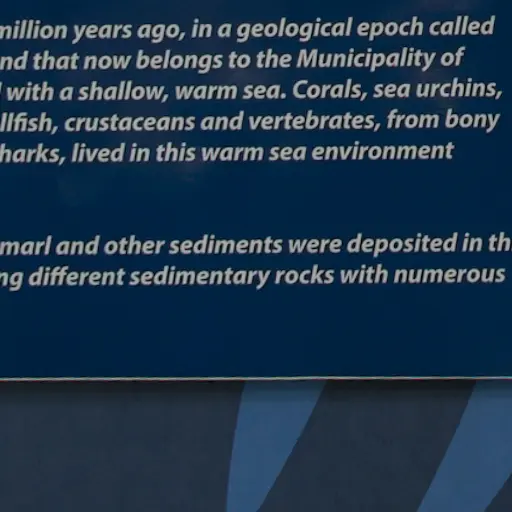 million years ago, in a geological epoch called
nd that now belongs to the Municipality of
with a shallow, warm sea. Corals, sea urchins,
llfish, crustaceans and vertebrates, from bony
harks, lived in this warm sea environment
marl and other sediments were deposited in th
ng different sedimentary rocks with numerous